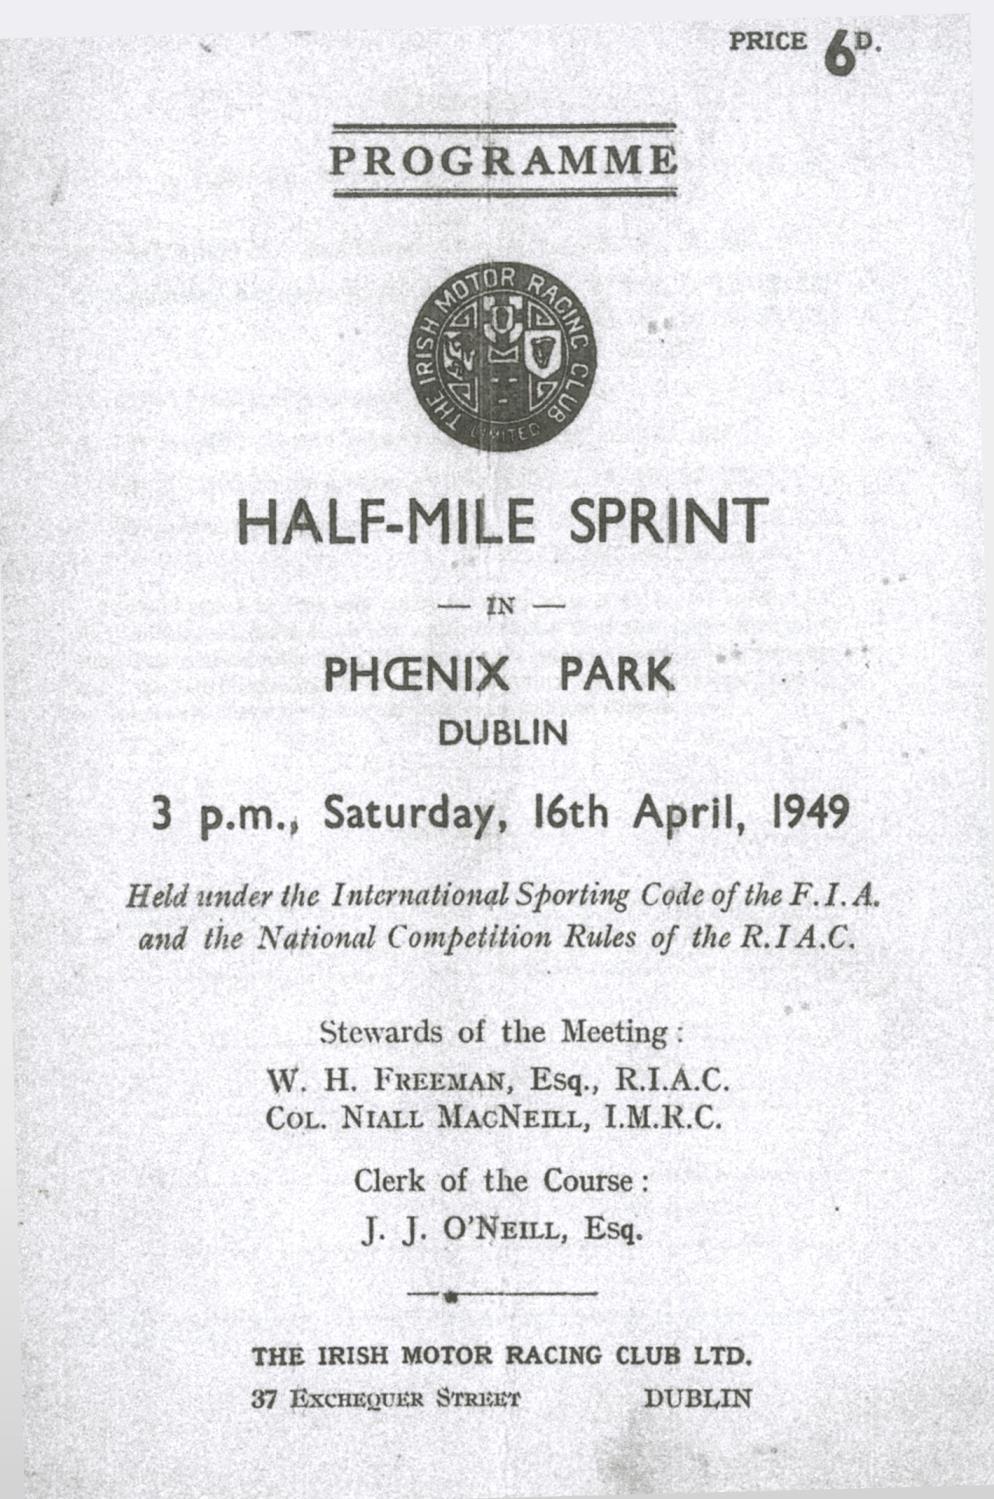 PRICE 6D.
PROGRAMME
THE IRISH MOTOR RACING CLUB
LIMITED
HALF-MILE SPRINT
— IN —
PHŒNIX PARK
DUBLIN
3 p.m., Saturday, 16th April, 1949
Held under the International Sporting Code of the F.I.A.
and the National Competition Rules of the R.I A.C.
Stewards of the Meeting :
W. H. FREEMAN, Esq., R.I.A.C.
COL. NIALL MACNEILL, I.M.R.C.
Clerk of the Course :
J. J. O'NEILL, Esq.
THE IRISH MOTOR RACING CLUB LTD.
37 EXCHEQUER STREET DUBLIN